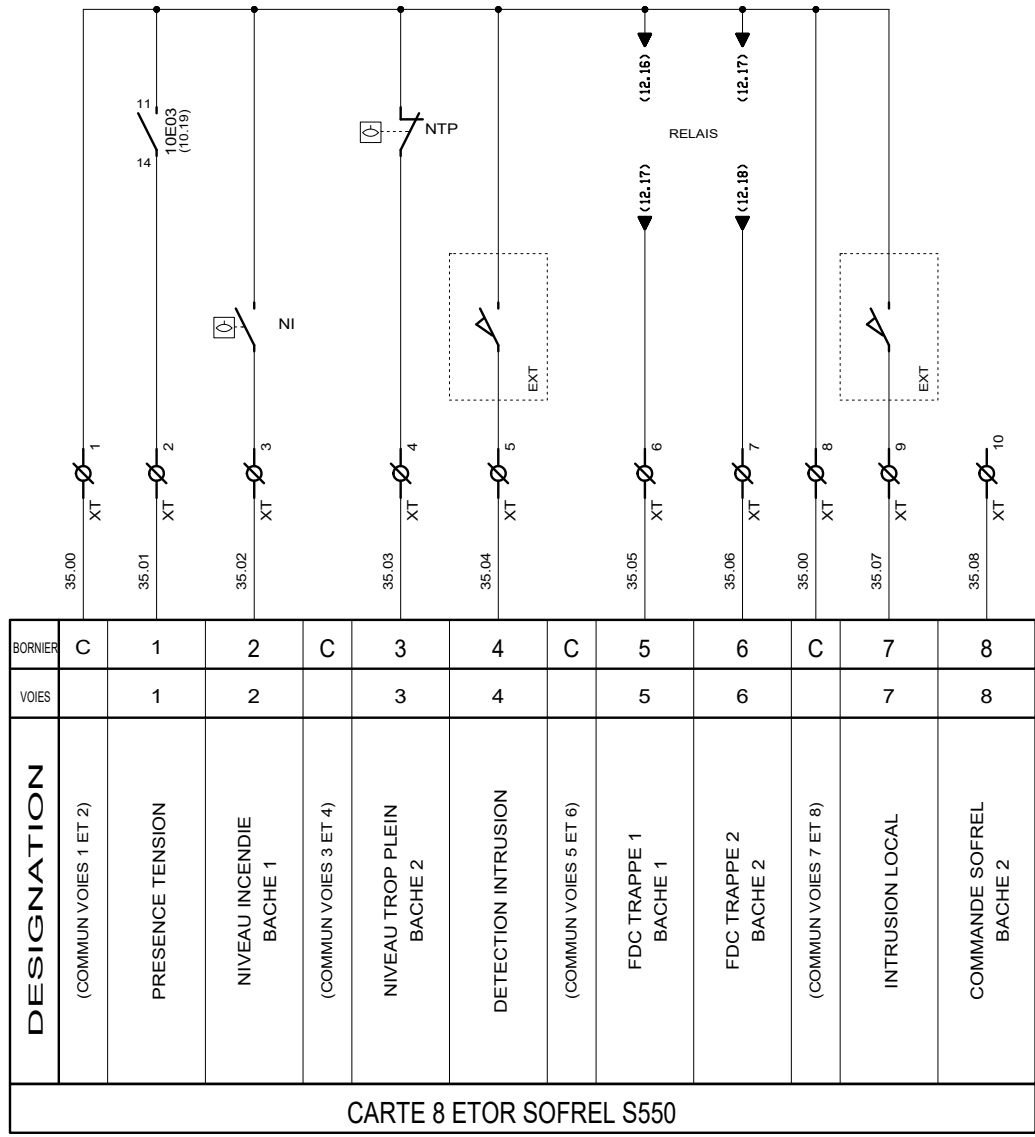 (12.16)
(12.17)
11
10E03
(10.19)
14
NTP
RELAIS
(12.17)
(12.18)
NI
EXT
EXT
1
2
3
4
5
6
7
8
9
10
XT
XT
XT
XT
XT
XT
XT
XT
XT
XT
35.00
35.01
35.02
35.03
35.04
35.05
35.06
35.00
35.07
35.08
BORNIER C 1 2 C 3 4 C 5 6 C 7 8
VOIES 1 2 3 4 5 6 7 8
DESIGNATION
(COMMUN VOIES 1 ET 2)
PRESENCE TENSION
NIVEAU INCENDIE
BACHE 1
(COMMUN VOIES 3 ET 4)
NIVEAU TROP PLEIN
BACHE 2
DETECTION INTRUSION
(COMMUN VOIES 5 ET 6)
FDC TRAPPE 1
BACHE 1
FDC TRAPPE 2
BACHE 2
(COMMUN VOIES 7 ET 8)
INTRUSION LOCAL
COMMANDE SOFREL
BACHE 2
CARTE 8 ETOR SOFREL S550